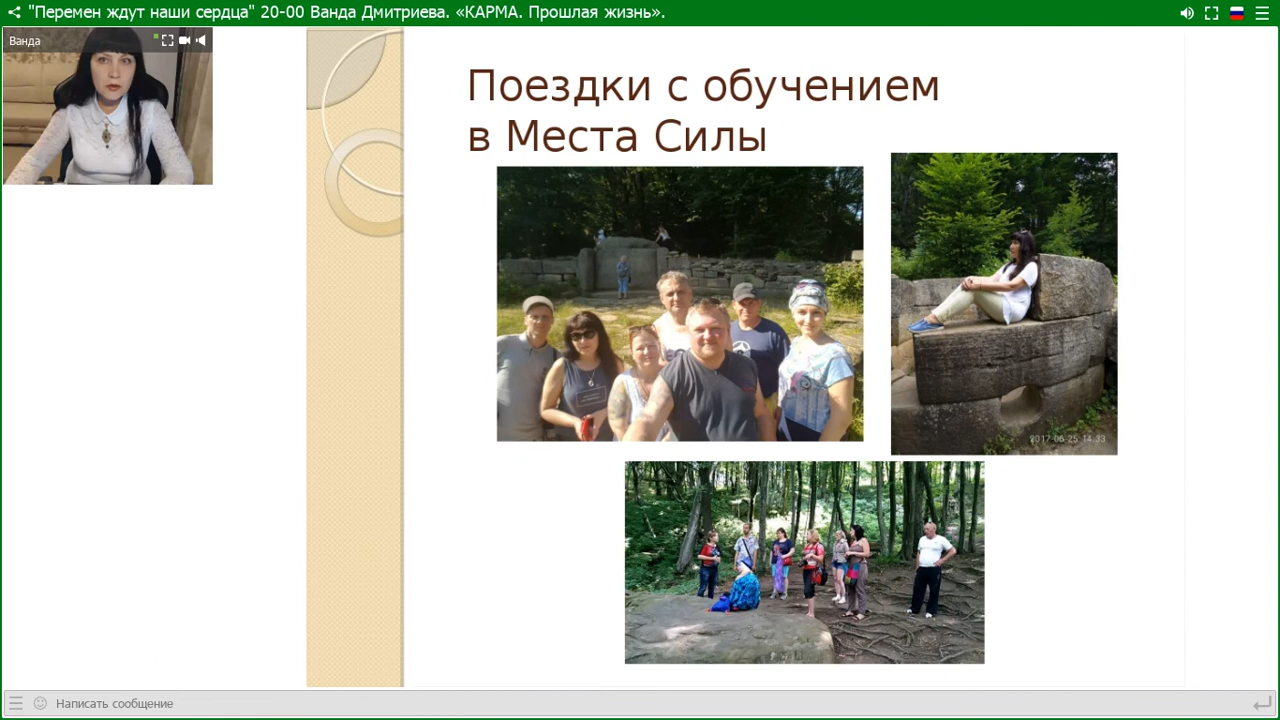 "Перемен ждут наши сердца" 20-00 Ванда Дмитриева. «КАРМА. Прошлая жизнь».
Ванда
Поездки с обучением
в Места Силы
2017-06-25 14:33
Написать сообщение